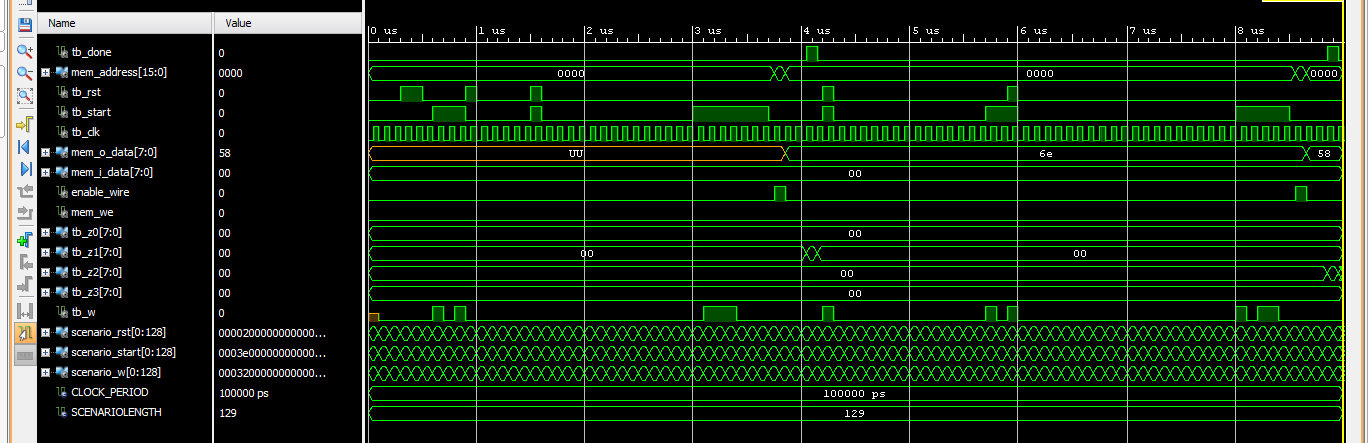 Name Value
0 us 1 us 2 us 3 us 4 us 5 us 6 us 7 us 8 us
tb_done 0
mem_address[15:0] 0000 0000 0000 0000
tb_rst 0
tb_start 0
tb_clk 0
mem_o_data[7:0] 58 UU 6e 58
mem_i_data[7:0] 00 00
enable_wire 0
mem_we 0
tb_z0[7:0] 00 00
tb_z1[7:0] 00 00 00
tb_z2[7:0] 00 00
tb_z3[7:0] 00 00
tb_w 0
scenario_rst[0:128] 0000200000000000...
scenario_start[0:128] 0003e00000000000...
scenario_w[0:128] 0003200000000000...
CLOCK_PERIOD 100000 ps 100000 ps
SCENARIOLENGTH 129 129